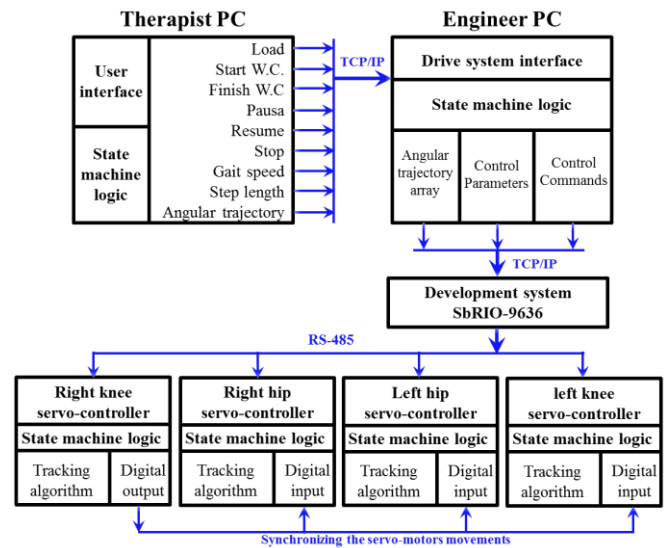 Therapist PC
Engineer PC
User
interface
State
machine
logic
Load
Start W.C.
Finish W.C
Pausa
Resume
Stop
Gait speed
Step length
Angular trajectory
TCP/IP
Drive system interface
State machine logic
Angular
trajectory
array
Control
Parameters
Control
Commands
TCP/IP
Development system
SbRIO-9636
RS-485
Right knee
servo-controller
State machine logic
Tracking
algorithm
Digital
output
Right hip
servo-controller
State machine logic
Tracking
algorithm
Digital
input
Left hip
servo-controller
State machine logic
Tracking
algorithm
Digital
input
left knee
servo-controller
State machine logic
Tracking
algorithm
Digital
input
Synchronizing the servo-motors movements